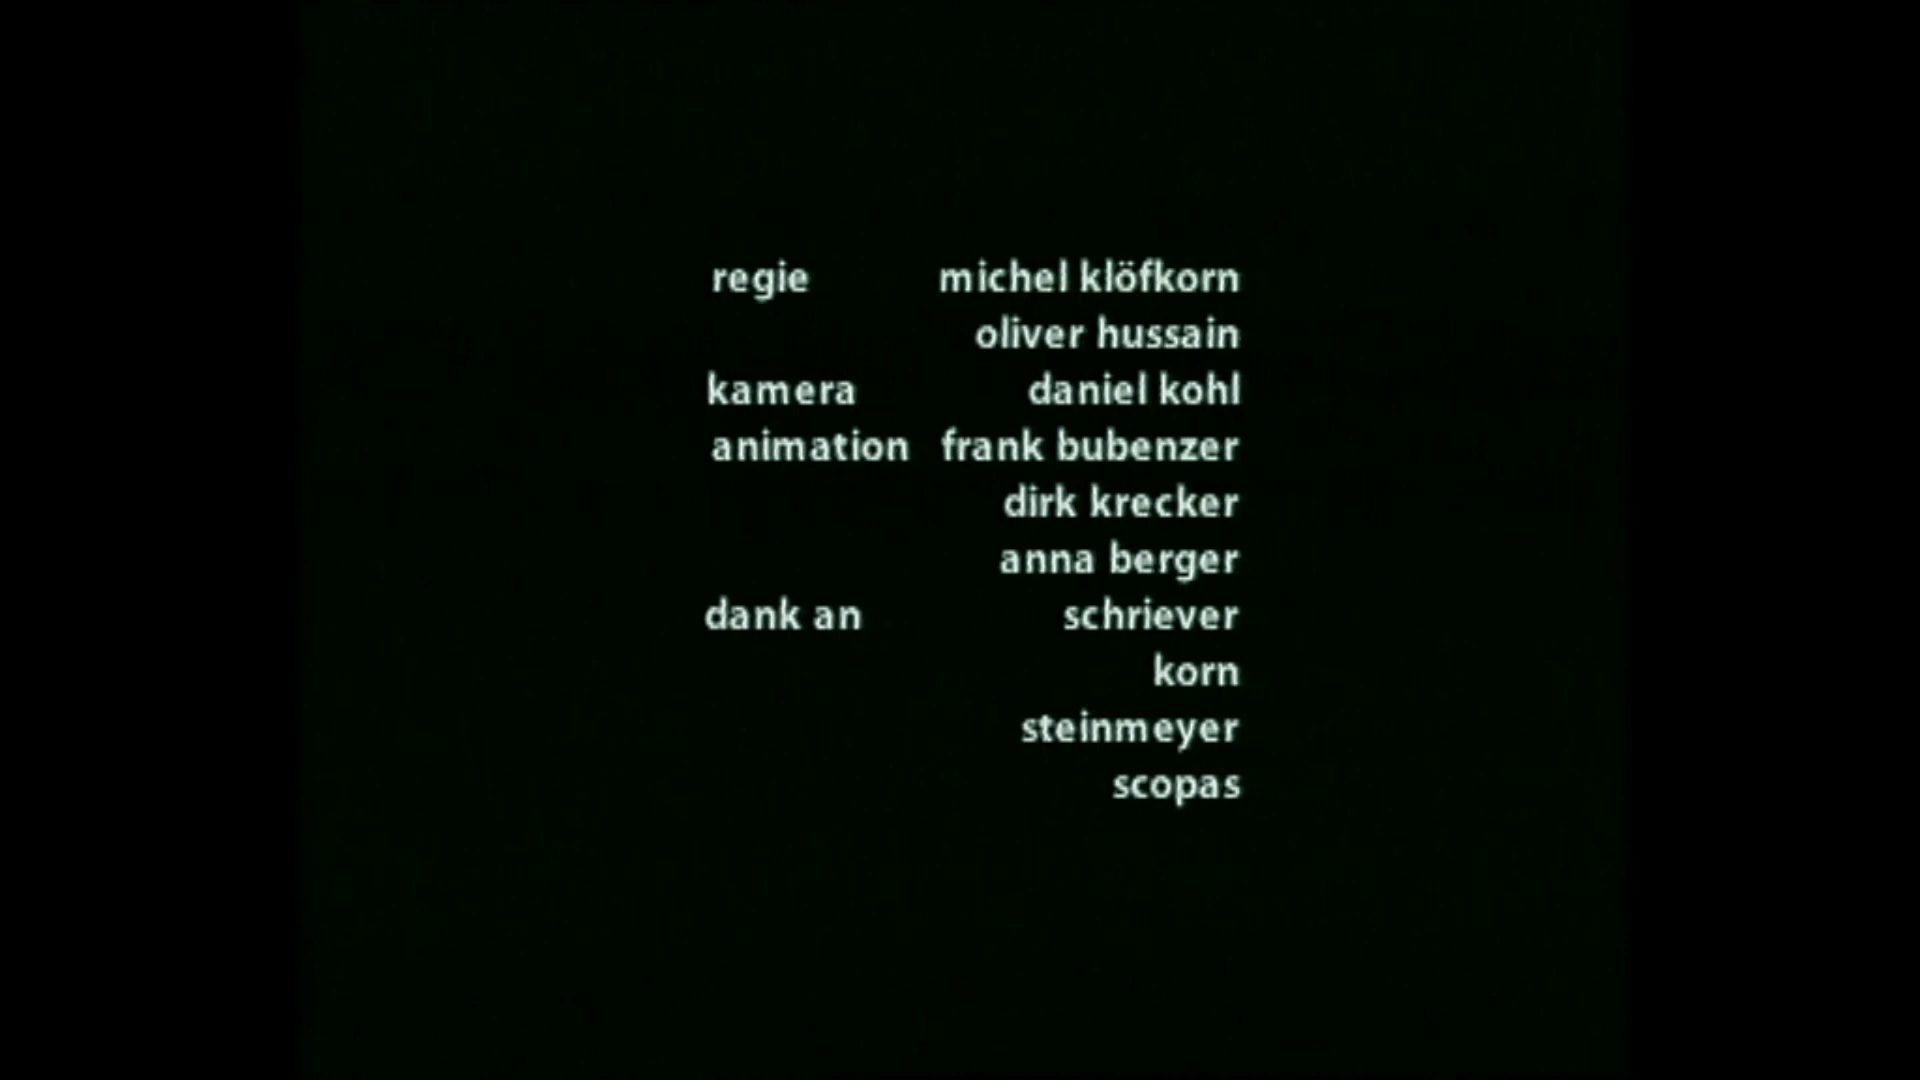 regie michel klöfkorn
oliver hussain
kamera daniel kohl
animation frank bubenzer
dirk krecker
anna berger
dank an schriever
korn
steinmeyer
scopas